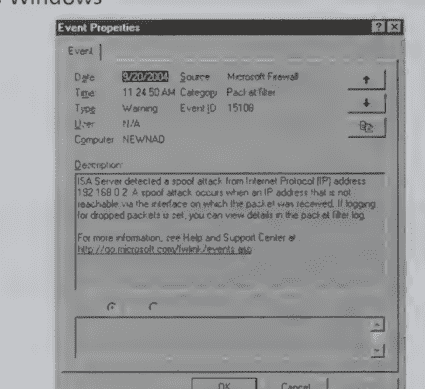 Windows
Event Properties
Event
Date: 9/20/2004 Source: Microsoft Firewall
Time: 11:24:50 AM Category: Packet filter
Type: Warning Event ID: 15108
User: N/A
Computer: NEWNAD
Description:
ISA Server detected a spoof attack from Internet Protocol (IP) address
192.168.0.2. A spoof attack occurs when an IP address that is not
reachable via the interface on which the packet was received. If logging
for dropped packets is set, you can view details in the packet filter log.
For more information, see Help and Support Center at
http://go.microsoft.com/fwlink/events.asp
OK Cancel